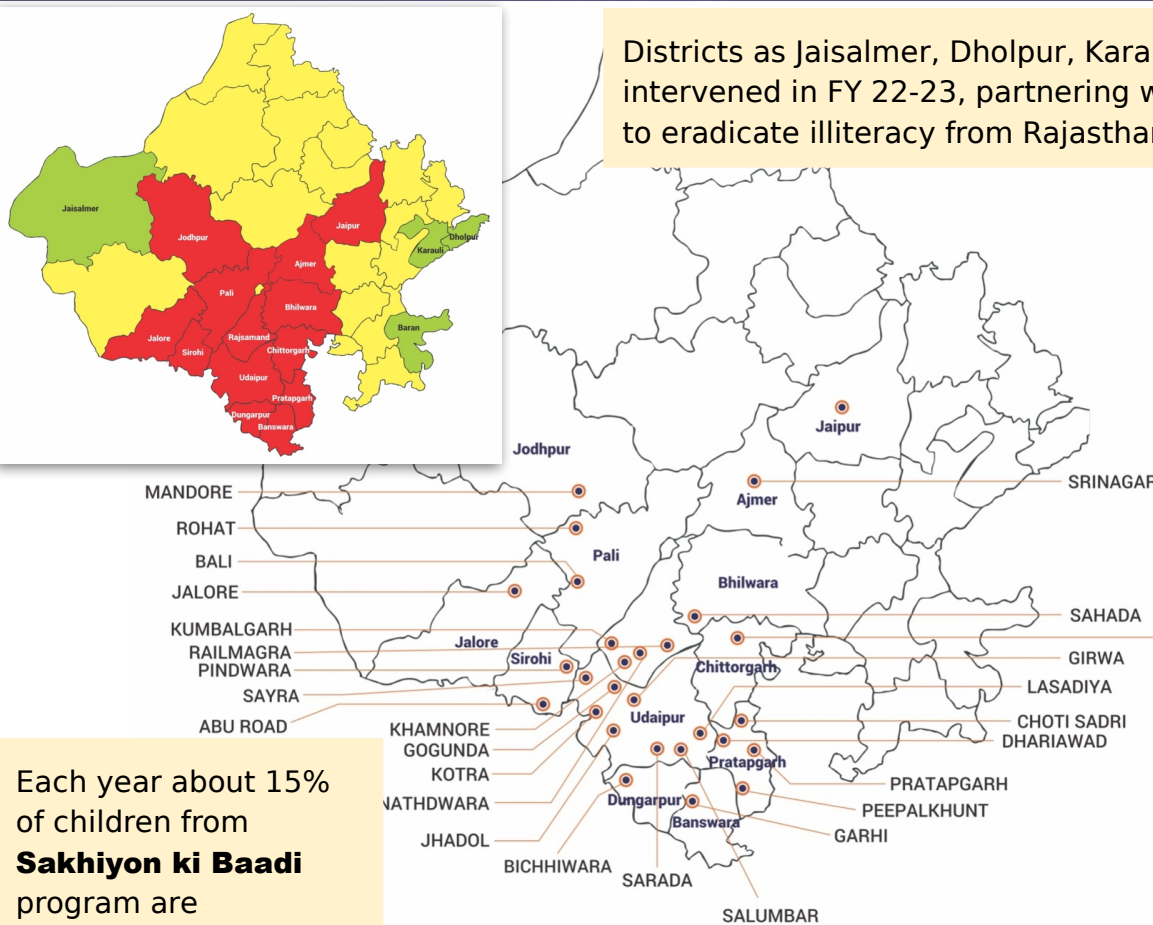 Districts as Jaisalmer, Dholpur, Kara
intervened in FY 22-23, partnering w
to eradicate illiteracy from Rajasthan
Jaisalmer
Jodhpur
Jaipur
Dholpur
Karauli
Ajmer
Pali
Bhilwara
Baran
Jalore
Rajsamand
Sirohi
Chittorgarh
Udaipur
Pratapgarh
Dungarpur
Banswara
Jaipur
Jodhpur
MANDORE
SRINAGAR
Ajmer
ROHAT
Pali
BALI
Bhilwara
JALORE
SAHADA
KUMBALGARH
Jalore
RAILMAGRA
Sirohi
GIRWA
PINDWARA
Chittorgarh
LASADIYA
SAYRA
Udaipur
CHOTI SADRI
ABU ROAD
KHAMNORE
DHARIAWAD
GOGUNDA
Pratapgarh
KOTRA
PRATAPGARH
NATHDWARA
Dungarpur
PEEPALKHUNT
Banswara
GARHI
JHADOL
BICHHIWARA
SARADA
SALUMBAR
Each year about 15%
of children from
Sakhiyon ki Baadi
program are